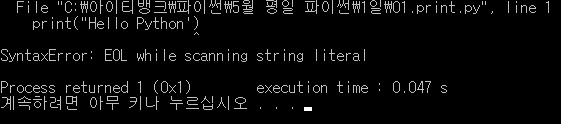 File "C:₩아이티뱅크₩파이썬₩5월 평일 파이썬₩1일₩01.print.py", line 1
print("Hello Python')
^
SyntaxError: EOL while scanning string literal
Process returned 1 (0x1) execution time : 0.047 s
계속하려면 아무 키나 누르십시오 . . .